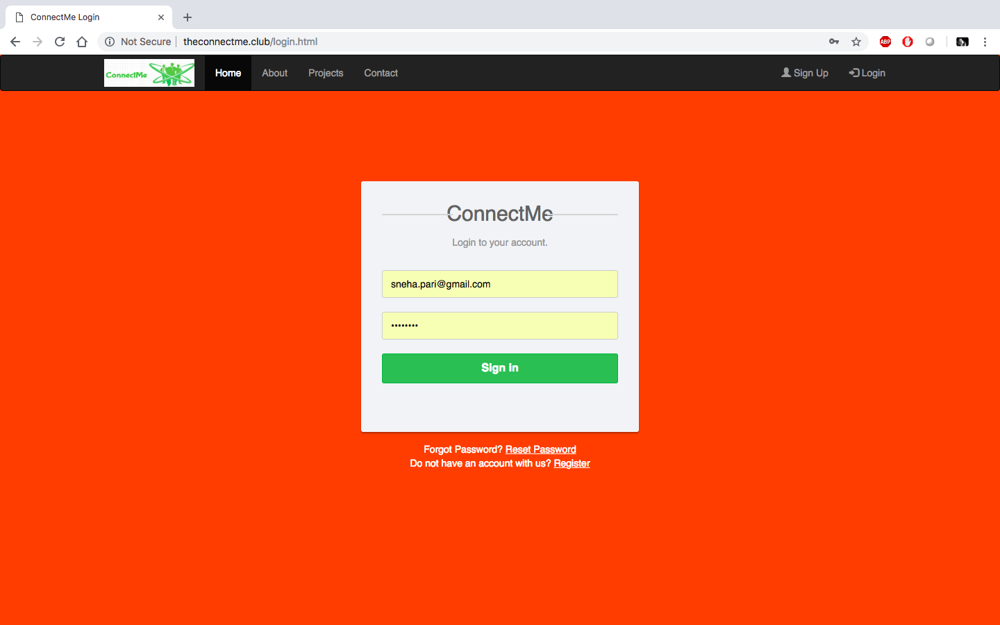 ConnectMe Login
Not Secure theconnectme.club/login.html
ABP
ConnectMe Home About Projects Contact Sign Up Login
ConnectMe
Login to your account.
sneha.pari@gmail.com
••••••••
Sign in
Forgot Password? Reset Password
Do not have an account with us? Register